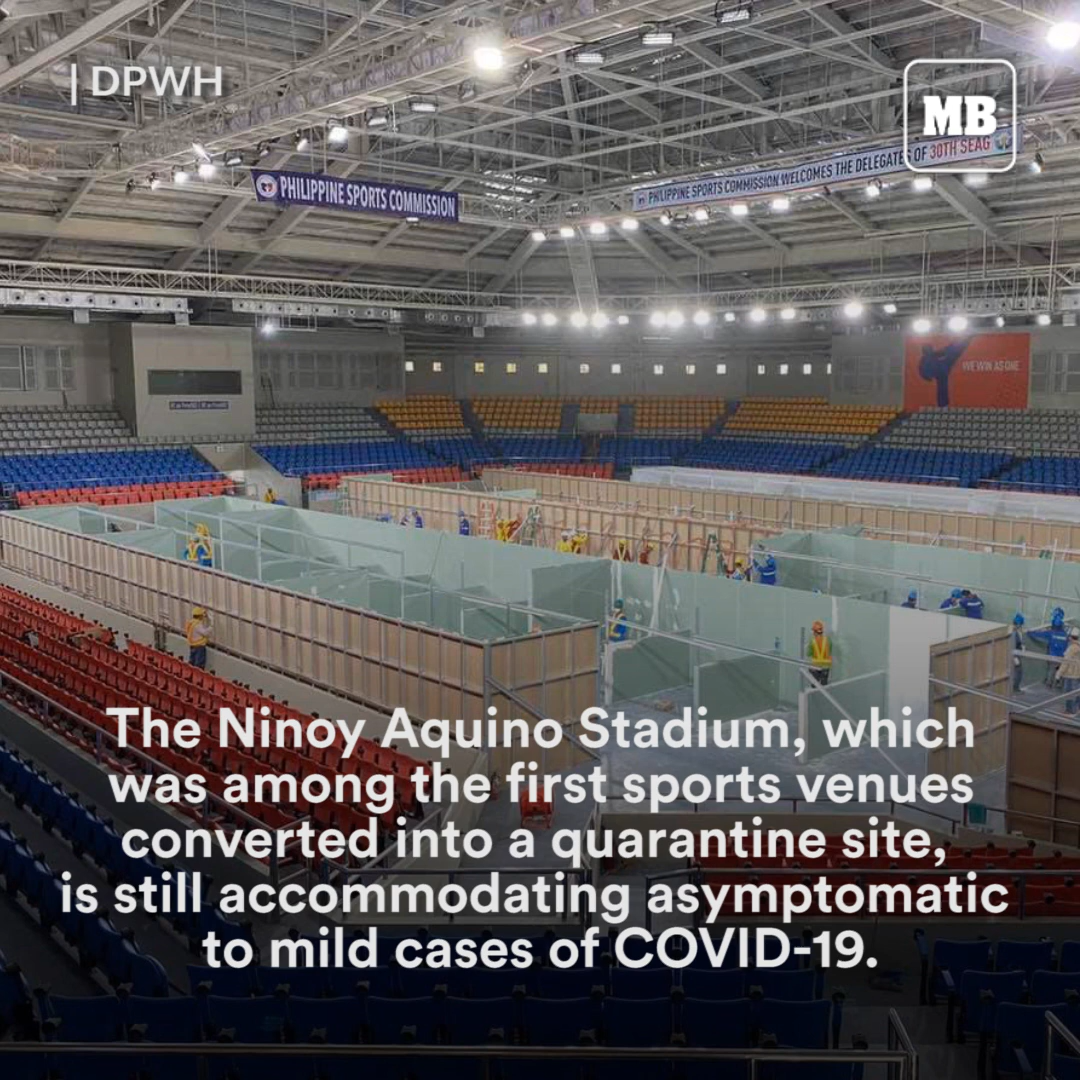 | DPWH
MB
PHILIPPINE SPORTS COMMISSION
PHILIPPINE SPORTS COMMISSION WELCOMES THE DELEGATES OF 30TH SEAG
WE WIN AS ONE
The Ninoy Aquino Stadium, which
was among the first sports venues
converted into a quarantine site,
is still accommodating asymptomatic
to mild cases of COVID-19.